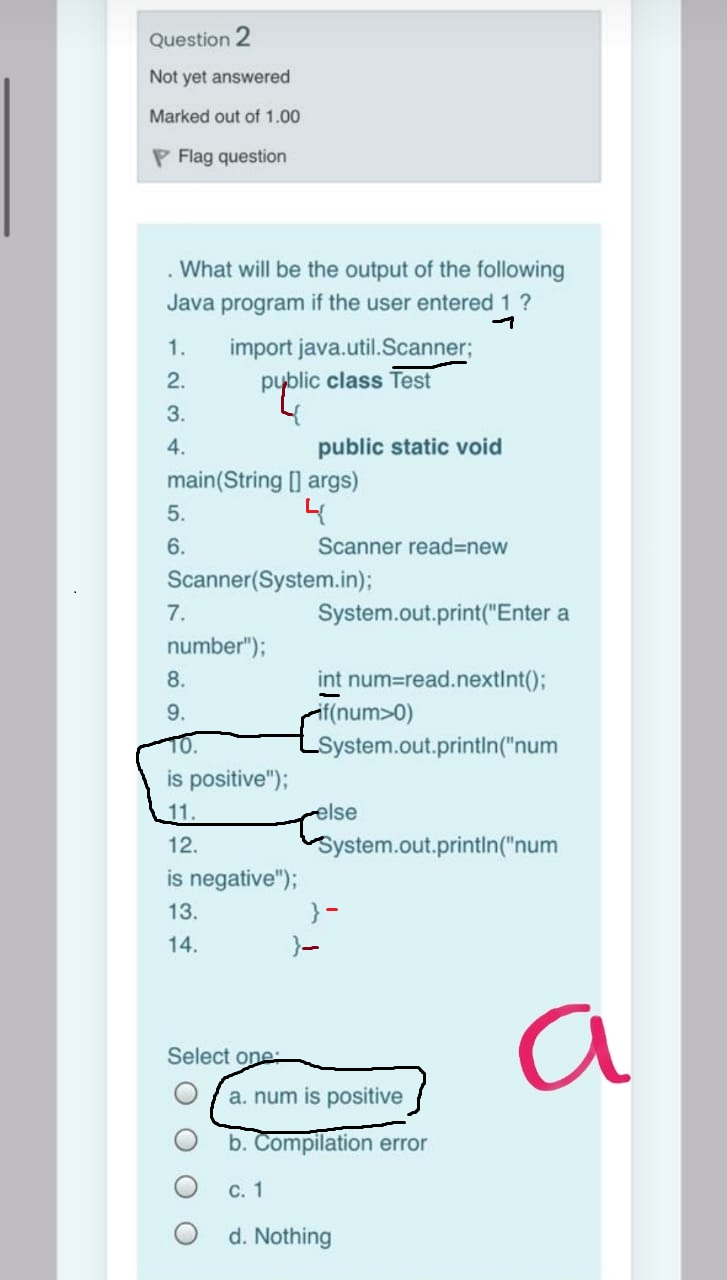 Question 2
Not yet answered
Marked out of 1.00
Flag question
. What will be the output of the following
Java program if the user entered 1 ?
1. import java.util.Scanner;
2. public class Test
3. {
4. public static void
main(String [] args)
5. {
6. Scanner read=new
Scanner(System.in);
7. System.out.print("Enter a
number");
8. int num=read.nextInt();
9. if(num>0)
10. System.out.println("num
is positive");
11. else
12. System.out.println("num
is negative");
13. }
14. }
a
Select one:
a. num is positive
b. Compilation error
c. 1
d. Nothing